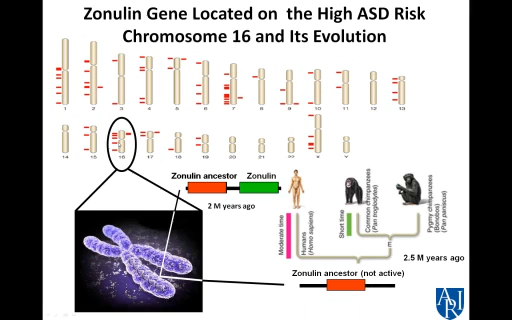 Zonulin Gene Located on the High ASD Risk
Chromosome 16 and Its Evolution
1 2 3 4 5 6 7 8 9 10 11 12 13
14 15 16 17 18 19 20 21 X Y
Zonulin ancestor Zonulin
2 M years ago
Moderate time
Humans
(Homo sapiens)
Short time
Common chimpanzees
(Pan troglodytes)
Pygmy chimpanzees
(Bonobos)
(Pan paniscus)
2.5 M years ago
Zonulin ancestor (not active)